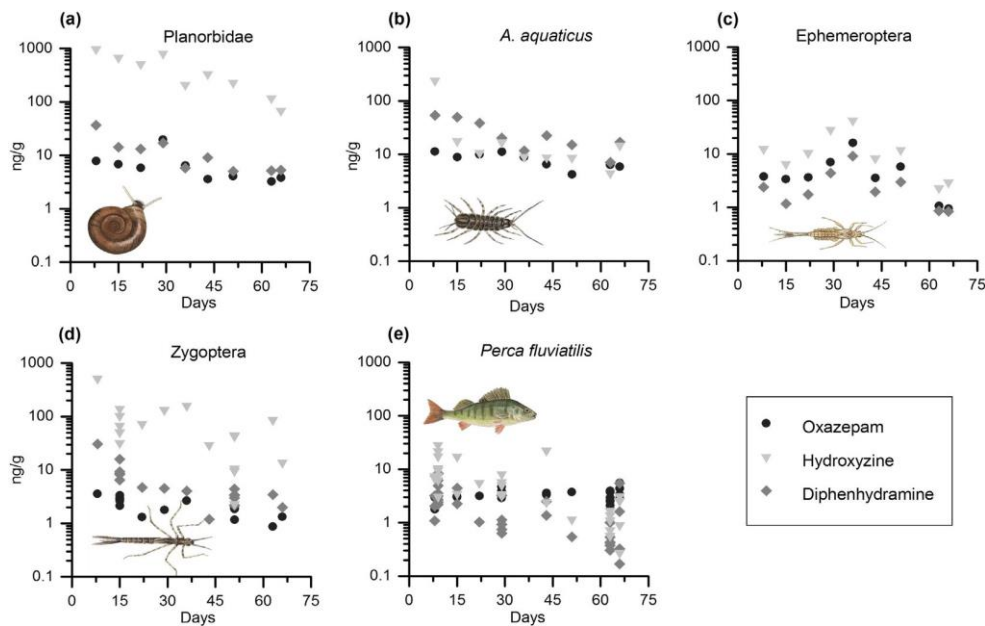 (a)
Planorbidae
1000
100
10
1
0.1
ng/g
0 15 30 45 60 75
Days
(b)
A. aquaticus
1000
100
10
1
0.1
0 15 30 45 60 75
Days
(c)
Ephemeroptera
1000
100
10
1
0.1
0 15 30 45 60 75
Days
(d)
Zygoptera
1000
100
10
1
0.1
ng/g
0 15 30 45 60 75
Days
(e)
Perca fluviatilis
1000
100
10
1
0.1
0 15 30 45 60 75
Days
Oxazepam
Hydroxyzine
Diphenhydramine